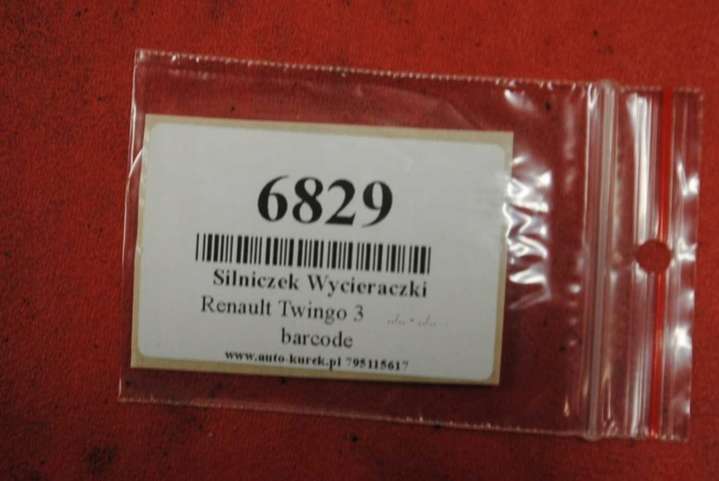 6829
Silniczek Wycieraczki
Renault Twingo 3
barcode
www.auto-kurek.pl 795115617